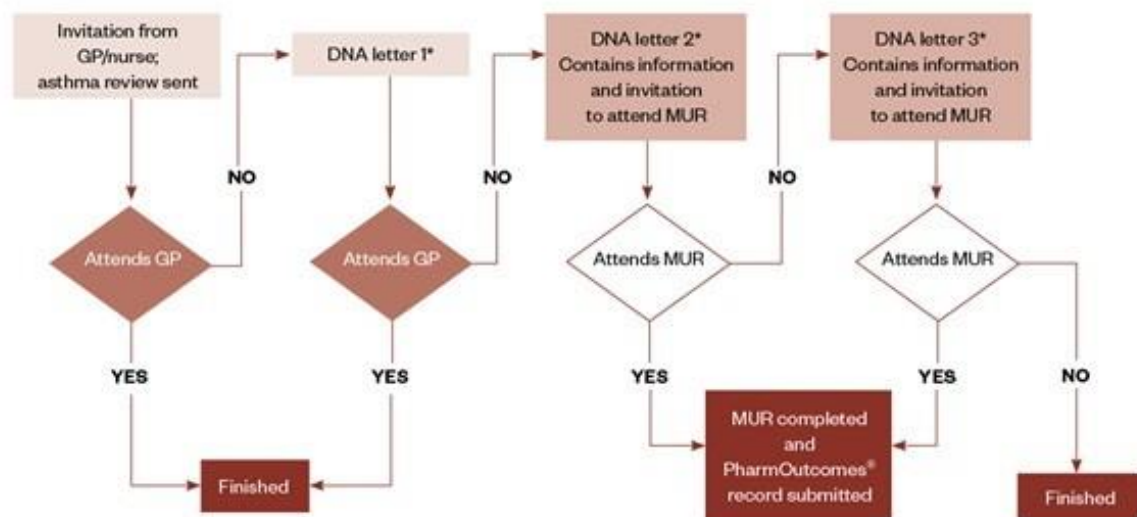 Invitation from
GP/nurse;
asthma review sent
DNA letter 1*
DNA letter 2*
Contains information
and invitation
to attend MUR
DNA letter 3*
Contains information
and invitation
to attend MUR
NO
NO
NO
Attends GP
Attends GP
Attends MUR
Attends MUR
YES
YES
YES
YES
NO
Finished
MUR completed
and
PharmOutcomes®
record submitted
Finished